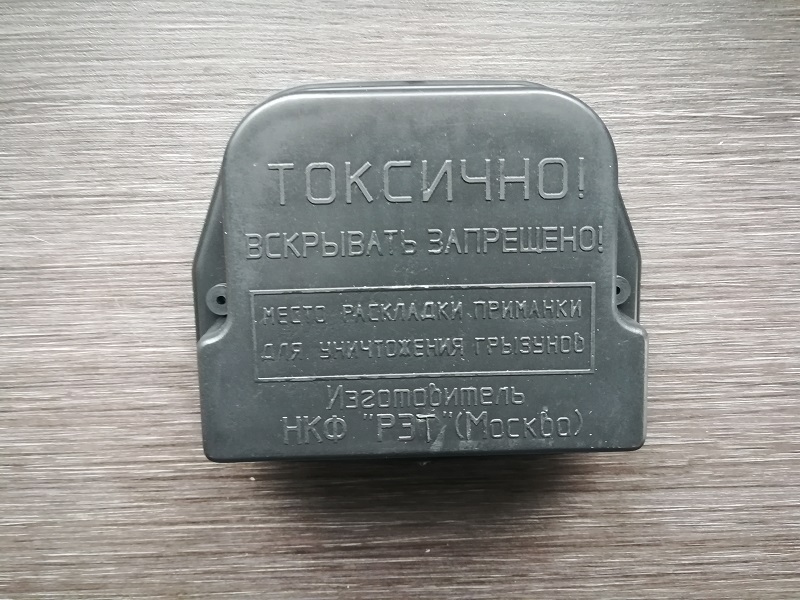 ТОКСИЧНО!
ВСКРЫВАТЬ ЗАПРЕЩЕНО!
МЕСТО РАСКЛАДКИ ПРИМАНКИ
ДЛЯ УНИЧТОЖЕНИЯ ГРЫЗУНОВ
Изготовитель
НКФ "РЭТ" (Москва)